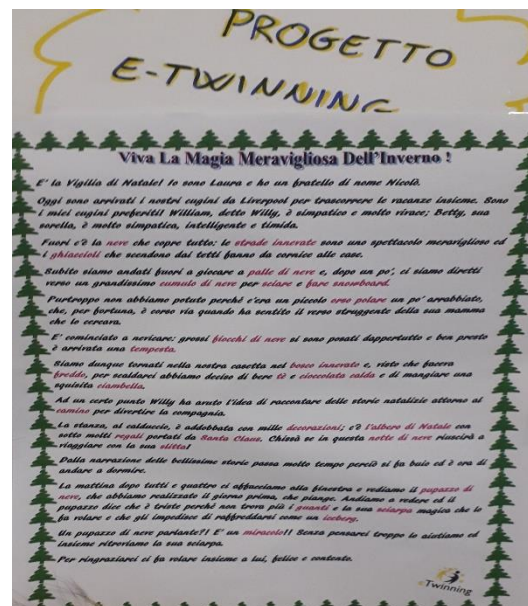 PROGETTO
E-TWINNING
Viva La Magia Meravigliosa Dell'Inverno !
E' la Vigilia di Natale! Io sono Laura e ho un fratello di nome Nicolò.
Oggi sono arrivati i nostri cugini da Liverpool per trascorrere le vacanze insieme. Sono
i miei cugini preferiti! William, detto Willy, è simpatico e molto vivace; Betty, sua
sorella, è molto simpatica, intelligente e timida.
Fuori c'è la neve che copre tutto; le strade innevate sono uno spettacolo meraviglioso ed
i ghiaccioli che scendono dai tetti fanno da cornice alle case.
Subito siamo andati fuori a giocare a palle di neve e, dopo un po', ci siamo diretti
verso un grandissimo cumulo di neve per sciare e fare snowboard.
Purtroppo non abbiamo potuto perché c'era un piccolo orso polare un po' arrabbiato,
che, per fortuna, è corso via quando ha sentito il verso struggente della sua mamma
che lo cercava.
E' cominciato a nevicare: grossi fiocchi di neve si sono posati dappertutto e ben presto
è arrivata una tempesta.
Siamo dunque tornati nella nostra casetta nel bosco innevato e, visto che faceva
freddo, per scaldarci abbiamo deciso di bere tè e cioccolata calda e di mangiare una
squisita ciambella.
Ad un certo punto Willy ha avuto l'idea di raccontare delle storie natalizie attorno al
camino per divertire la compagnia.
La stanza, al calduccio, è addobbata con mille decorazioni; c'è l'albero di Natale con
sotto molti regali portati da Santa Claus. Chissà se in questa notte di neve riuscirà a
viaggiare con la sua slitta!
Dalla narrazione delle bellissime storie passa molto tempo perciò si fa buio ed è ora di
andare a dormire.
La mattina dopo tutti e quattro ci affacciamo alla finestra e vediamo il pupazzo di
neve, che abbiamo realizzato il giorno prima, che piange. Andiamo a vedere ed il
pupazzo dice che è triste perché non trova più i guanti e la sua sciarpa magica che lo
fa volare e che gli impedisce di raffreddarsi come un iceberg.
Un pupazzo di neve parlante?! E' un miracolo!! Senza pensarci troppo lo aiutiamo ed
insieme ritroviamo la sua sciarpa.
Per ringraziarci ci fa volare insieme a lui, felice e contento.
eTwinning